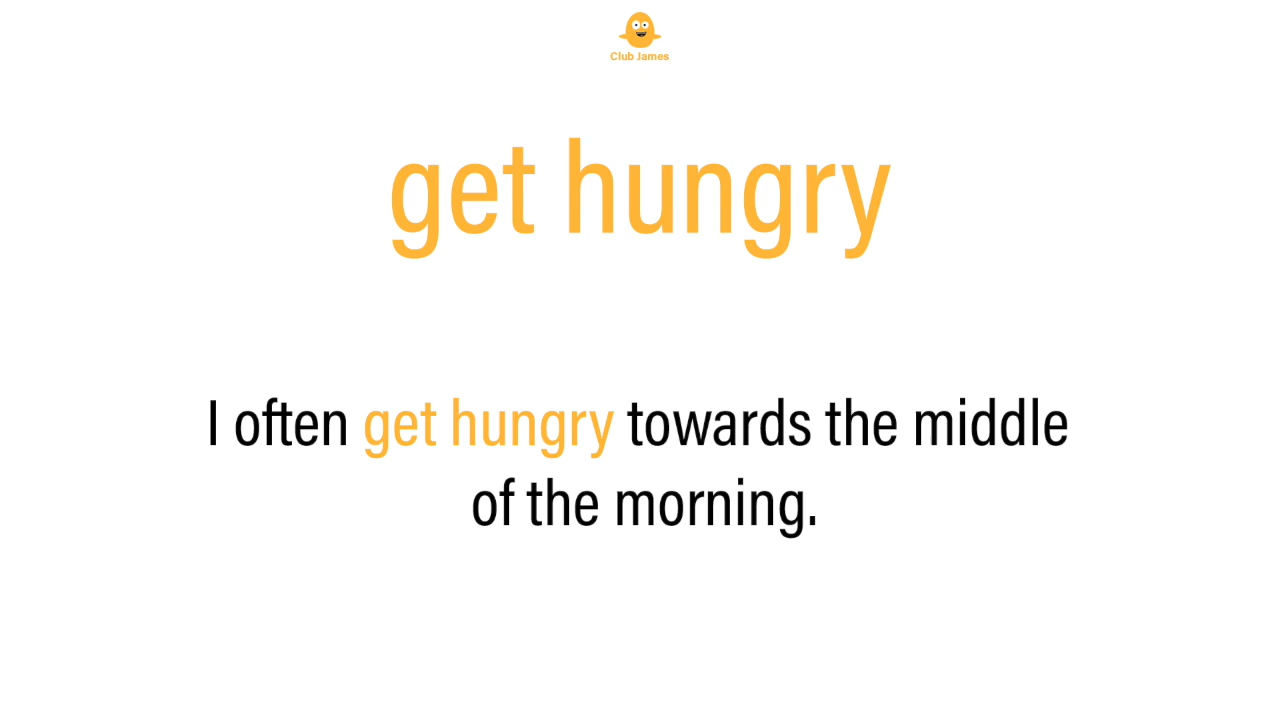 Club James
get hungry
I often get hungry towards the middle
of the morning.